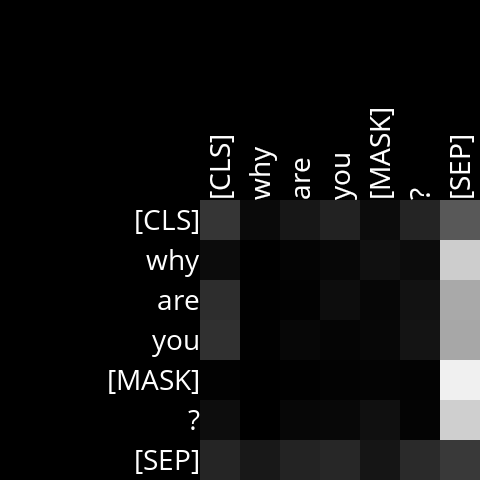 [CLS] why are you [MASK] ? [SEP]
[CLS]
why
are
you
[MASK]
?
[SEP]